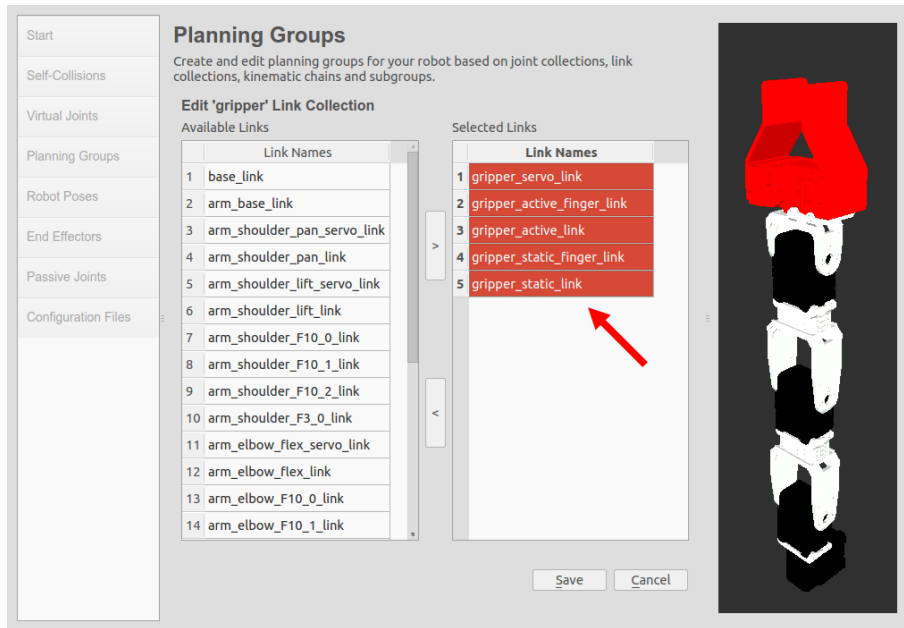 Start
Self-Collisions
Virtual Joints
Planning Groups
Robot Poses
End Effectors
Passive Joints
Configuration Files
Planning Groups
Create and edit planning groups for your robot based on joint collections, link
collections, kinematic chains and subgroups.
Edit 'gripper' Link Collection
Available Links
Link Names
1 base_link
2 arm_base_link
3 arm_shoulder_pan_servo_link
4 arm_shoulder_pan_link
5 arm_shoulder_lift_servo_link
6 arm_shoulder_lift_link
7 arm_shoulder_F10_0_link
8 arm_shoulder_F10_1_link
9 arm_shoulder_F10_2_link
10 arm_shoulder_F3_0_link
11 arm_elbow_flex_servo_link
12 arm_elbow_flex_link
13 arm_elbow_F10_0_link
14 arm_elbow_F10_1_link
>
<
Selected Links
Link Names
1 gripper_servo_link
2 gripper_active_finger_link
3 gripper_active_link
4 gripper_static_finger_link
5 gripper_static_link
Save
Cancel